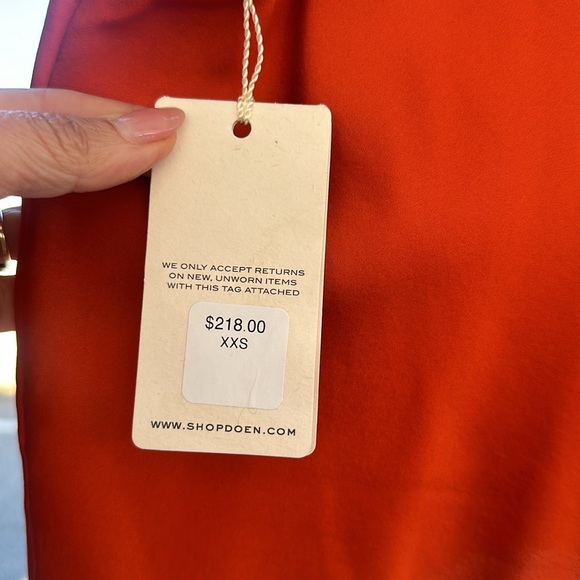 WE ONLY ACCEPT RETURNS
ON NEW, UNWORN ITEMS
WITH THIS TAG ATTACHED
$218.00
XXS
WWW.SHOPDOEN.COM